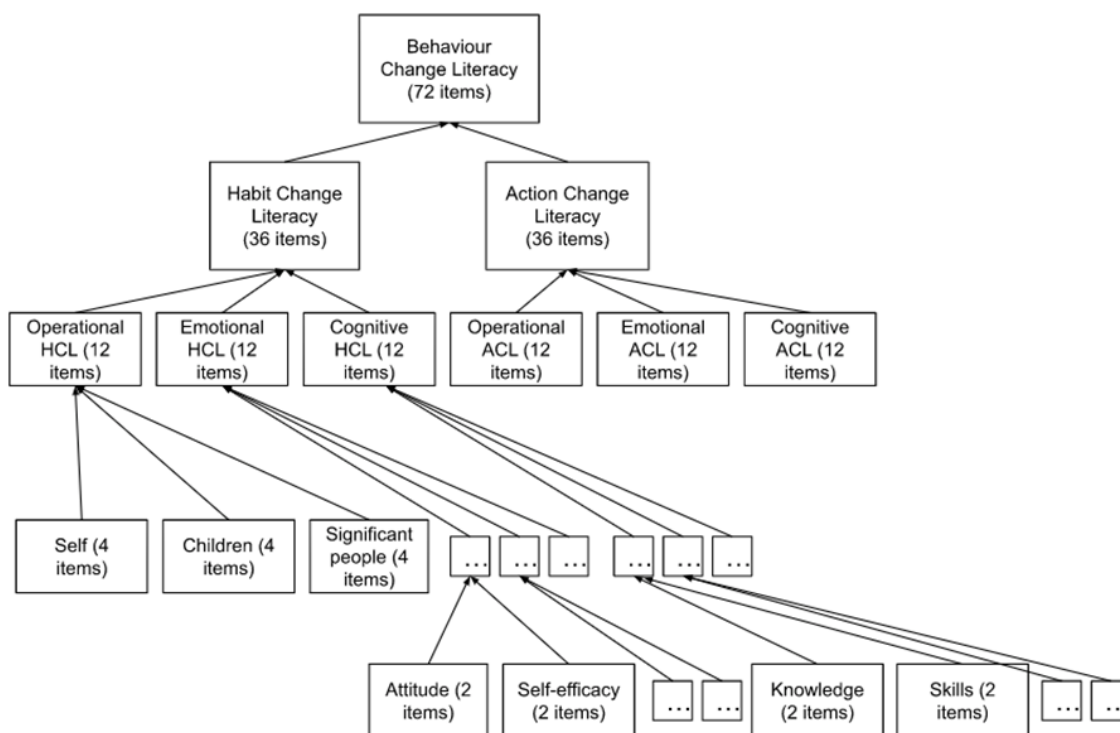 Behaviour
Change Literacy
(72 items)
Habit Change
Literacy
(36 items)
Action Change
Literacy
(36 items)
Operational
HCL (12
items)
Emotional
HCL (12
items)
Cognitive
HCL (12
items)
Operational
ACL (12
items)
Emotional
ACL (12
items)
Cognitive
ACL (12
items)
Self (4
items)
Children (4
items)
Significant
people (4
items)
...
...
...
...
...
...
Attitude (2
items)
Self-efficacy
(2 items)
...
...
Knowledge
(2 items)
Skills (2
items)
...
...